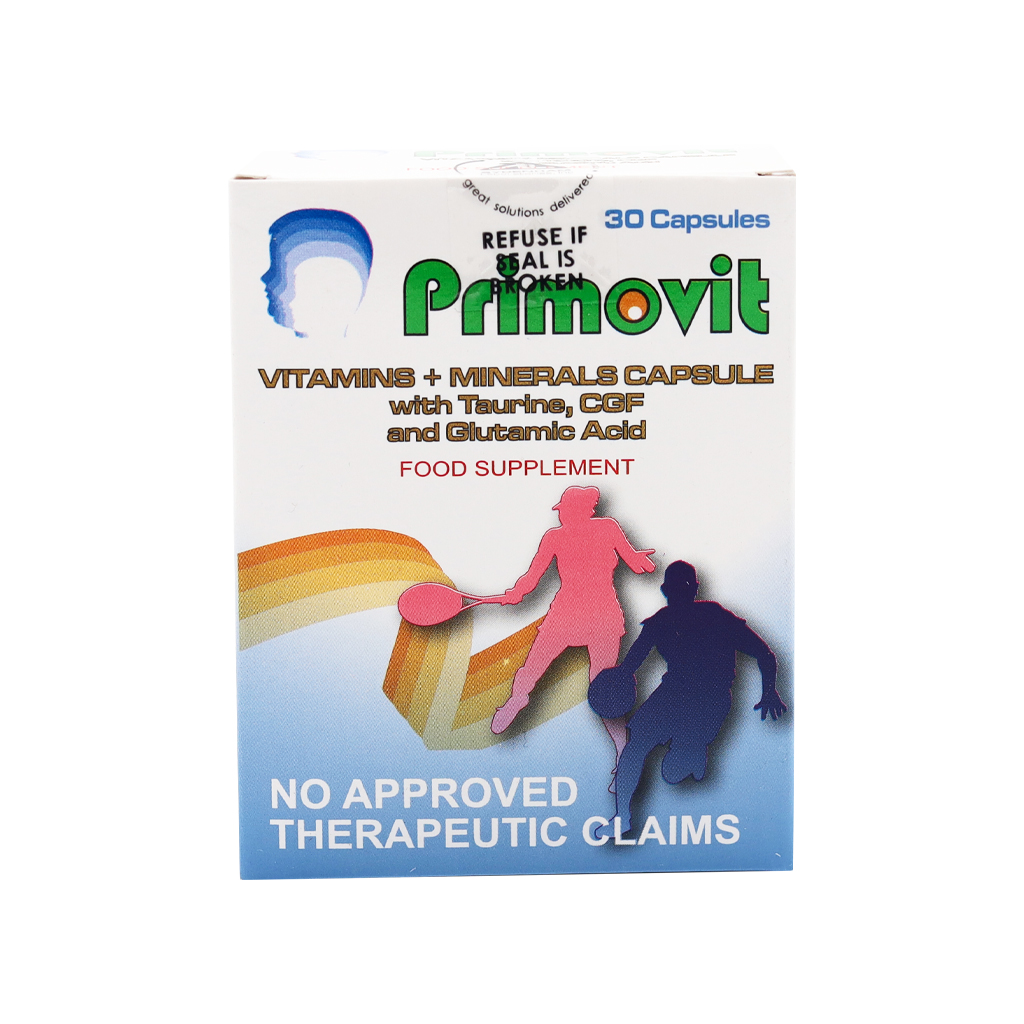 great solutions delivered
30 Capsules
REFUSE IF
SEAL IS
BROKEN
Primovit
VITAMINS + MINERALS CAPSULE
with Taurine, CGF
and Glutamic Acid
FOOD SUPPLEMENT
NO APPROVED
THERAPEUTIC CLAIMS